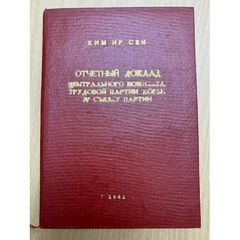 КИМ ИР СЕН
ОТЧЕТНЫЙ ДОКЛАД
ЦЕНТРАЛЬНОГО КОМИТЕТА
ТРУДОВОЙ ПАРТИИ КОРЕИ
IV СЪЕЗДУ ПАРТИИ
1961